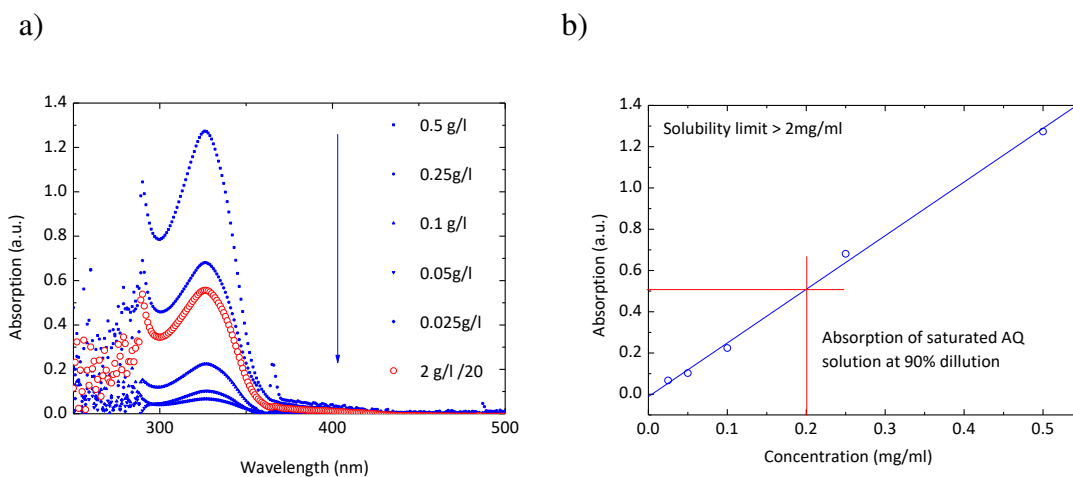 a)
1.4
1.2
1.0
0.8
0.6
0.4
0.2
0.0
300
400
500
Absorption (a.u.)
Wavelength (nm)
0.5 g/l
0.25g/l
0.1 g/l
0.05g/l
0.025g/l
2 g/l /20
b)
1.4
1.2
1.0
0.8
0.6
0.4
0.2
0.0
0.0
0.1
0.2
0.3
0.4
0.5
Absorption (a.u.)
Concentration (mg/ml)
Solubility limit > 2mg/ml
Absorption of saturated AQ
solution at 90% dillution